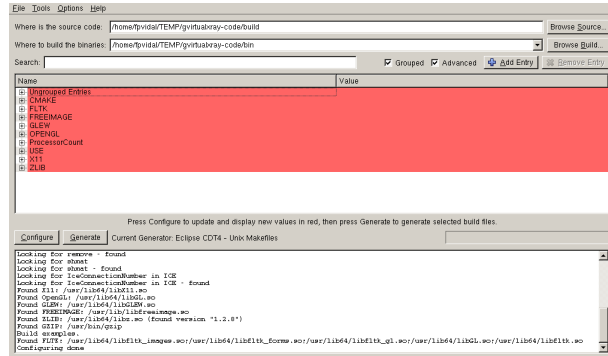 File Tools Options Help
Where is the source code: /home/fpvidal/TEMP/gvirtualxray-code/build Browse Source...
Where to build the binaries: /home/fpvidal/TEMP/gvirtualxray-code/bin Browse Build...
Search: Grouped Advanced Add Entry Remove Entry
Name Value
Ungrouped Entries
CMAKE
FLTK
FREEIMAGE
GLEW
OPENGL
ProcessorCount
USE
X11
ZLIB
Press Configure to update and display new values in red, then press Generate to generate selected build files.
Configure Generate Current Generator: Eclipse CDT4 - Unix Makefiles
Looking for remove - found
Looking for shmat
Looking for shmat - found
Looking for IceConnectionNumber in ICE
Looking for IceConnectionNumber in ICE - found
Found X11: /usr/lib64/libX11.so
Found OpenGL: /usr/lib64/libGL.so
Found GLEW: /usr/lib64/libGLEW.so
Found FREEIMAGE: /usr/lib64/libfreeimage.so
Found ZLIB: /usr/lib64/libz.so (found version "1.2.8")
Found GZIP: /usr/bin/gzip
Build examples.
Found FLTK: /usr/lib64/libfltk_images.so;/usr/lib64/libfltk_forms.so;/usr/lib64/libfltk_gl.so;/usr/lib64/libGL.so;/usr/lib64/libfltk.so
Configuring done